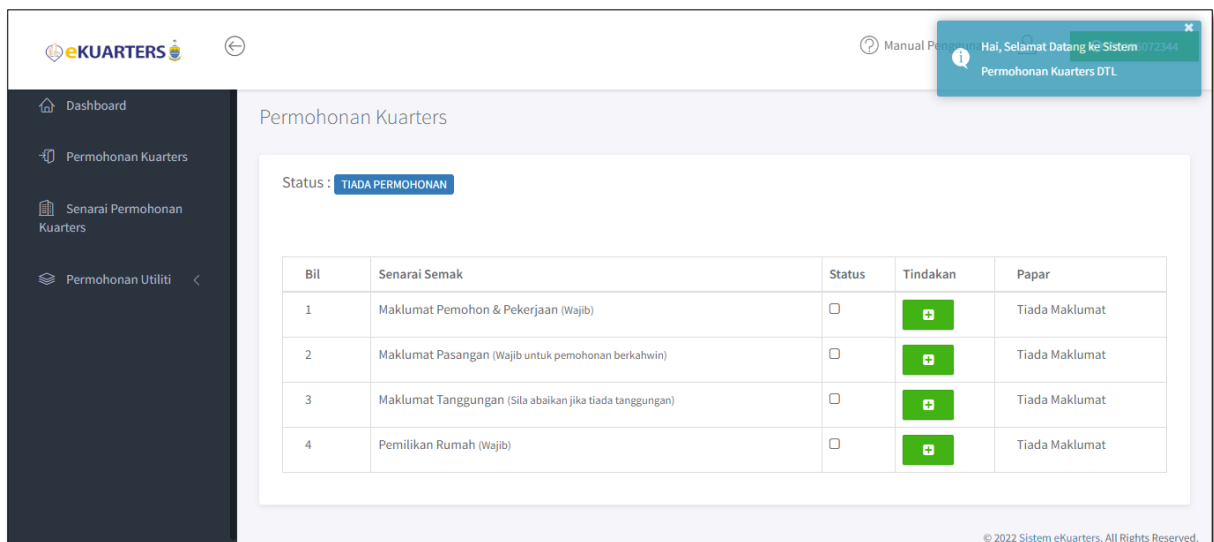 eKUARTERS
Manual
Hai, Selamat Datang ke Sistem
Permohonan Kuarters DTL
072344
Dashboard
Permohonan Kuarters
Senarai Permohonan
Kuarters
Permohonan Utiliti
Permohonan Kuarters
Status : TIADA PERMOHONAN
Bil Senarai Semak Status Tindakan Papar
1 Maklumat Pemohon & Pekerjaan (Wajib) Tiada Maklumat
2 Maklumat Pasangan (Wajib untuk pemohonan berkahwin) Tiada Maklumat
3 Maklumat Tanggungan (Sila abaikan jika tiada tanggungan) Tiada Maklumat
4 Pemilikan Rumah (Wajib) Tiada Maklumat
© 2022 Sistem eKuarters. All Rights Reserved.